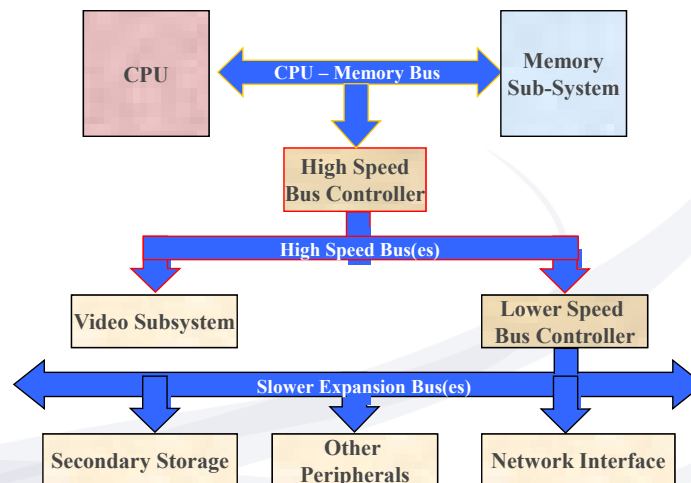 CPU
CPU – Memory Bus
Memory
Sub-System
High Speed
Bus Controller
High Speed Bus(es)
Video Subsystem
Lower Speed
Bus Controller
Slower Expansion Bus(es)
Secondary Storage
Other
Peripherals
Network Interface